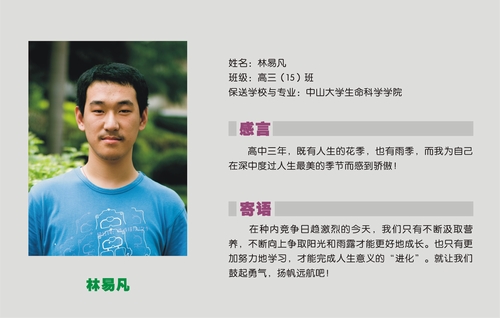 姓名：林易凡
班级：高三（15）班
保送学校与专业：中山大学生命科学学院
感言
高中三年，既有人生的花季，也有雨季，而我为自己
在深中度过人生最美的季节而感到骄傲！
寄语
在种内竞争日趋激烈的今天，我们只有不断汲取营
养，不断向上争取阳光和雨露才能更好地成长。也只有更
加努力地学习，才能完成人生意义的“进化”。就让我们
鼓起勇气，扬帆远航吧！
林易凡